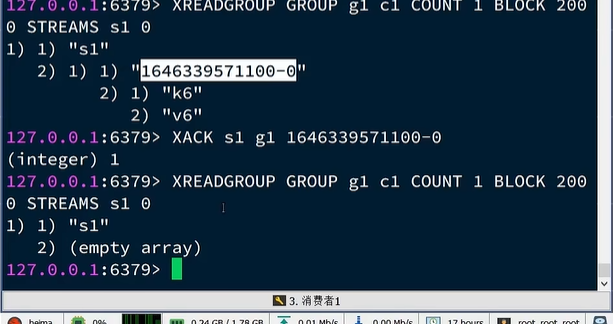 127.0.0.1:6379> XREADGROUP GROUP g1 c1 COUNT 1 BLOCK 200
0 STREAMS s1 0
1) 1) "s1"
2) 1) 1) "1646339571100-0"
2) 1) "k6"
2) "v6"
127.0.0.1:6379> XACK s1 g1 1646339571100-0
(integer) 1
127.0.0.1:6379> XREADGROUP GROUP g1 c1 COUNT 1 BLOCK 200
0 STREAMS s1 0
1) 1) "s1"
2) (empty array)
127.0.0.1:6379>
3. 消费者1
heima 0% 0.24 GB / 1.78 GB 0.01 Mb/s 0.00 Mb/s 17 hours root root root